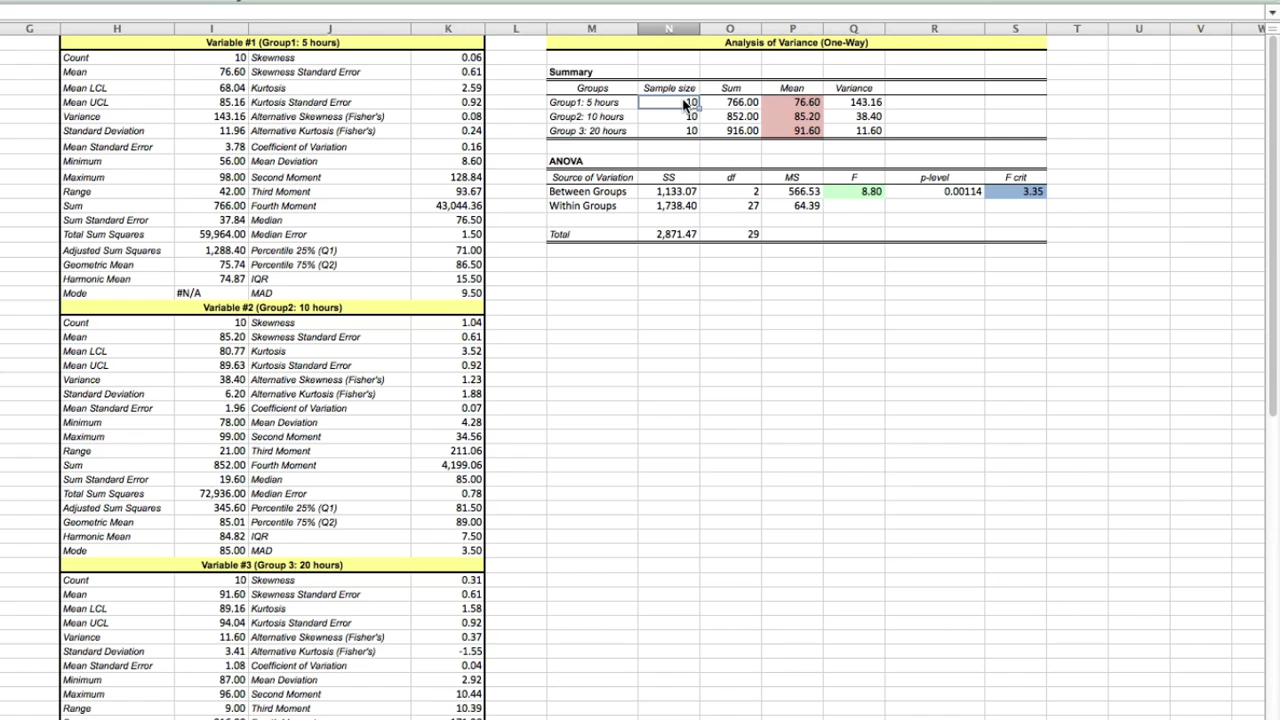 G H I J K L M N O P Q R S T U V W
Variable #1 (Group1: 5 hours) Analysis of Variance (One-Way)
Count 10 Skewness 0.06
Mean 76.60 Skewness Standard Error 0.61 Summary
Mean LCL 68.04 Kurtosis 2.59 Groups Sample size Sum Mean Variance
Mean UCL 85.16 Kurtosis Standard Error 0.92 Group1: 5 hours 10 766.00 76.60 143.16
Variance 143.16 Alternative Skewness (Fisher's) 0.08 Group2: 10 hours 10 852.00 85.20 38.40
Standard Deviation 11.96 Alternative Kurtosis (Fisher's) 0.24 Group 3: 20 hours 10 916.00 91.60 11.60
Mean Standard Error 3.78 Coefficient of Variation 0.16
Minimum 56.00 Mean Deviation 8.60 ANOVA
Maximum 98.00 Second Moment 128.84 Source of Variation SS df MS F p-level F crit
Range 42.00 Third Moment 93.67 Between Groups 1,133.07 2 566.53 8.80 0.00114 3.35
Sum 766.00 Fourth Moment 43,044.36 Within Groups 1,738.40 27 64.39
Sum Standard Error 37.84 Median 76.50
Total Sum Squares 59,964.00 Median Error 1.50 Total 2,871.47 29
Adjusted Sum Squares 1,288.40 Percentile 25% (Q1) 71.00
Geometric Mean 75.74 Percentile 75% (Q2) 86.50
Harmonic Mean 74.87 IQR 15.50
Mode #N/A MAD 9.50
Variable #2 (Group2: 10 hours)
Count 10 Skewness 1.04
Mean 85.20 Skewness Standard Error 0.61
Mean LCL 80.77 Kurtosis 3.52
Mean UCL 89.63 Kurtosis Standard Error 0.92
Variance 38.40 Alternative Skewness (Fisher's) 1.23
Standard Deviation 6.20 Alternative Kurtosis (Fisher's) 1.88
Mean Standard Error 1.96 Coefficient of Variation 0.07
Minimum 78.00 Mean Deviation 4.28
Maximum 99.00 Second Moment 34.56
Range 21.00 Third Moment 211.06
Sum 852.00 Fourth Moment 4,199.06
Sum Standard Error 19.60 Median 85.00
Total Sum Squares 72,936.00 Median Error 0.78
Adjusted Sum Squares 345.60 Percentile 25% (Q1) 81.50
Geometric Mean 85.01 Percentile 75% (Q2) 89.00
Harmonic Mean 84.82 IQR 7.50
Mode 85.00 MAD 3.50
Variable #3 (Group 3: 20 hours)
Count 10 Skewness 0.31
Mean 91.60 Skewness Standard Error 0.61
Mean LCL 89.16 Kurtosis 1.58
Mean UCL 94.04 Kurtosis Standard Error 0.92
Variance 11.60 Alternative Skewness (Fisher's) 0.37
Standard Deviation 3.41 Alternative Kurtosis (Fisher's) -1.55
Mean Standard Error 1.08 Coefficient of Variation 0.04
Minimum 87.00 Mean Deviation 2.92
Maximum 96.00 Second Moment 10.44
Range 9.00 Third Moment 10.39